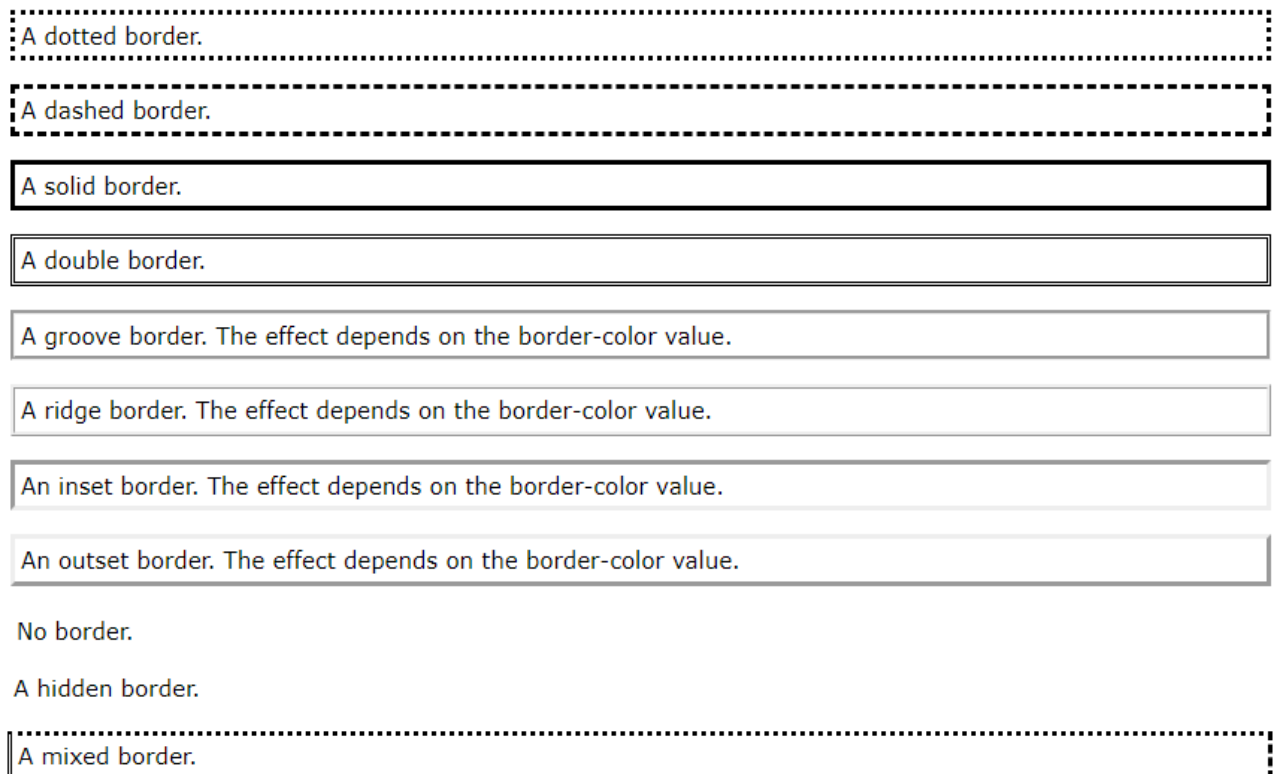 A dotted border.
A dashed border.
A solid border.
A double border.
A groove border. The effect depends on the border-color value.
A ridge border. The effect depends on the border-color value.
An inset border. The effect depends on the border-color value.
An outset border. The effect depends on the border-color value.
No border.
A hidden border.
A mixed border.